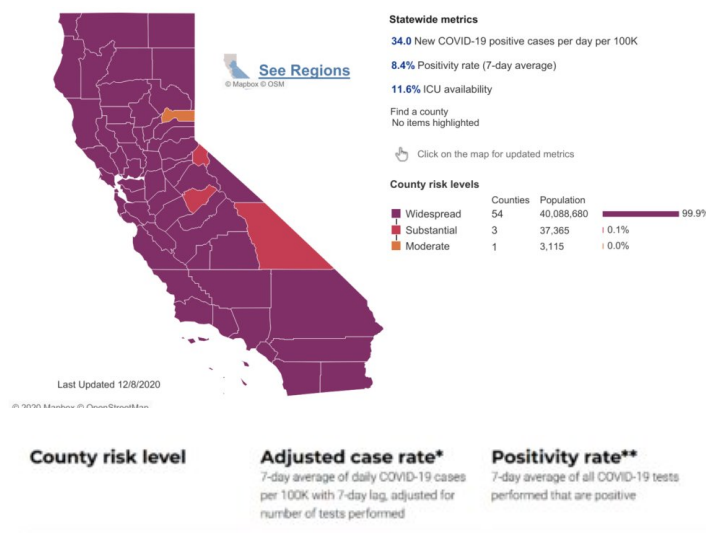 Statewide metrics
34.0 New COVID-19 positive cases per day per 100K
8.4% Positivity rate (7-day average)
11.6% ICU availability
See Regions
© Mapbox © OSM
Find a county
No items highlighted
Click on the map for updated metrics
County risk levels
Counties Population
Widespread 54 40,088,680 99.9%
Substantial 3 37,365 0.1%
Moderate 1 3,115 0.0%
Last Updated 12/8/2020
© 2020 Mapbox © OpenStreetMap
County risk level
Adjusted case rate*
7-day average of daily COVID-19 cases
per 100K with 7-day lag, adjusted for
number of tests performed
Positivity rate**
7-day average of all COVID-19 tests
performed that are positive